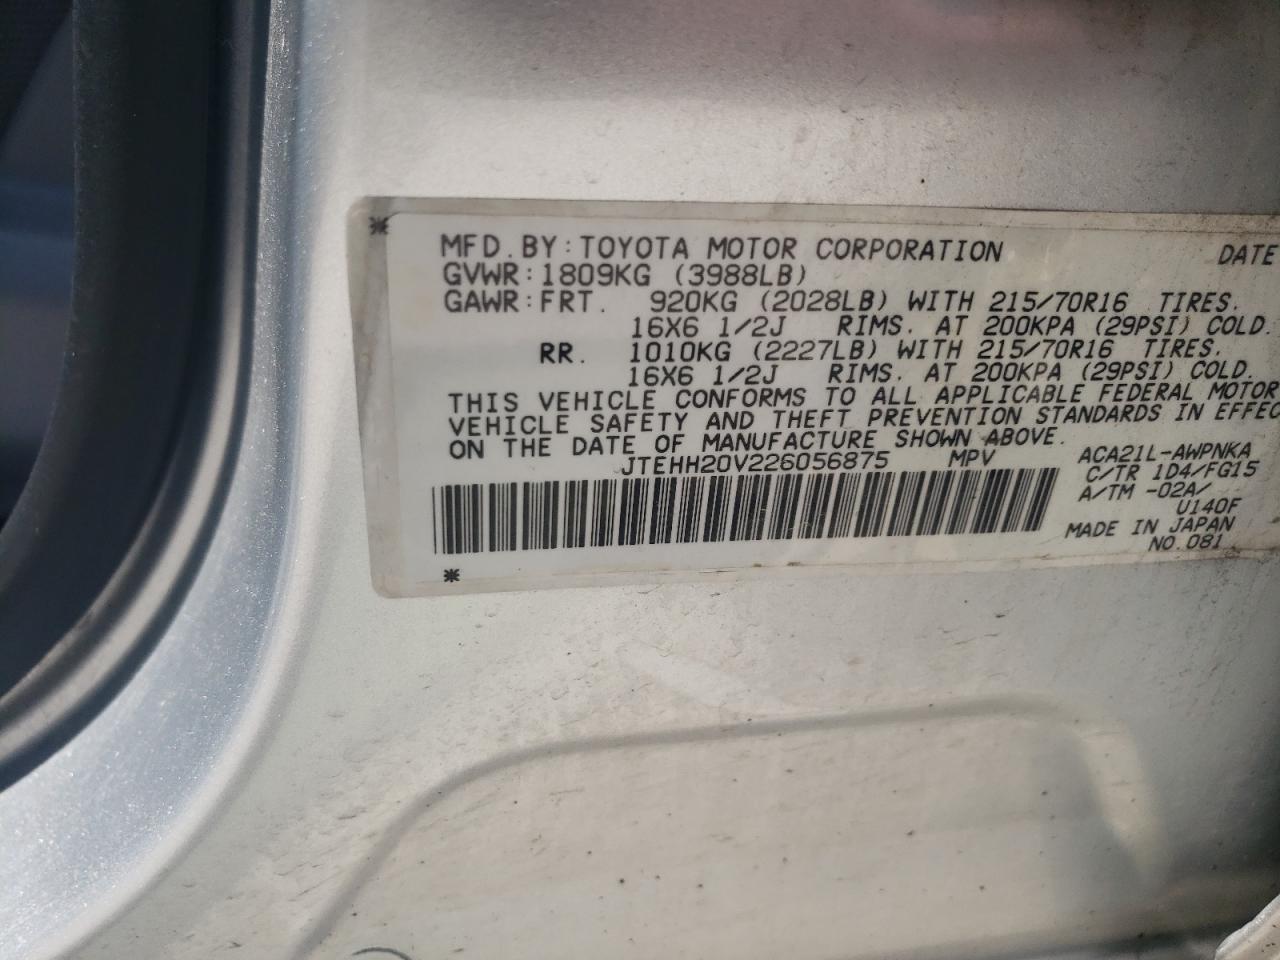 MFD.BY:TOYOTA MOTOR CORPORATION DATE
GVWR:1809KG (3988LB)
GAWR:FRT. 920KG (2028LB) WITH 215/70R16 TIRES.
16X6 1/2J RIMS. AT 200KPA (29PSI) COLD.
RR. 1010KG (2227LB) WITH 215/70R16 TIRES.
16X6 1/2J RIMS. AT 200KPA (29PSI) COLD.
THIS VEHICLE CONFORMS TO ALL APPLICABLE FEDERAL MOTOR
VEHICLE SAFETY AND THEFT PREVENTION STANDARDS IN EFFEC
ON THE DATE OF MANUFACTURE SHOWN ABOVE.
JTEHH20V226056875 MPV
ACA21L-AWPNKA
C/TR 1D4/FG15
A/TM -02A/
U140F
MADE IN JAPAN
NO.081